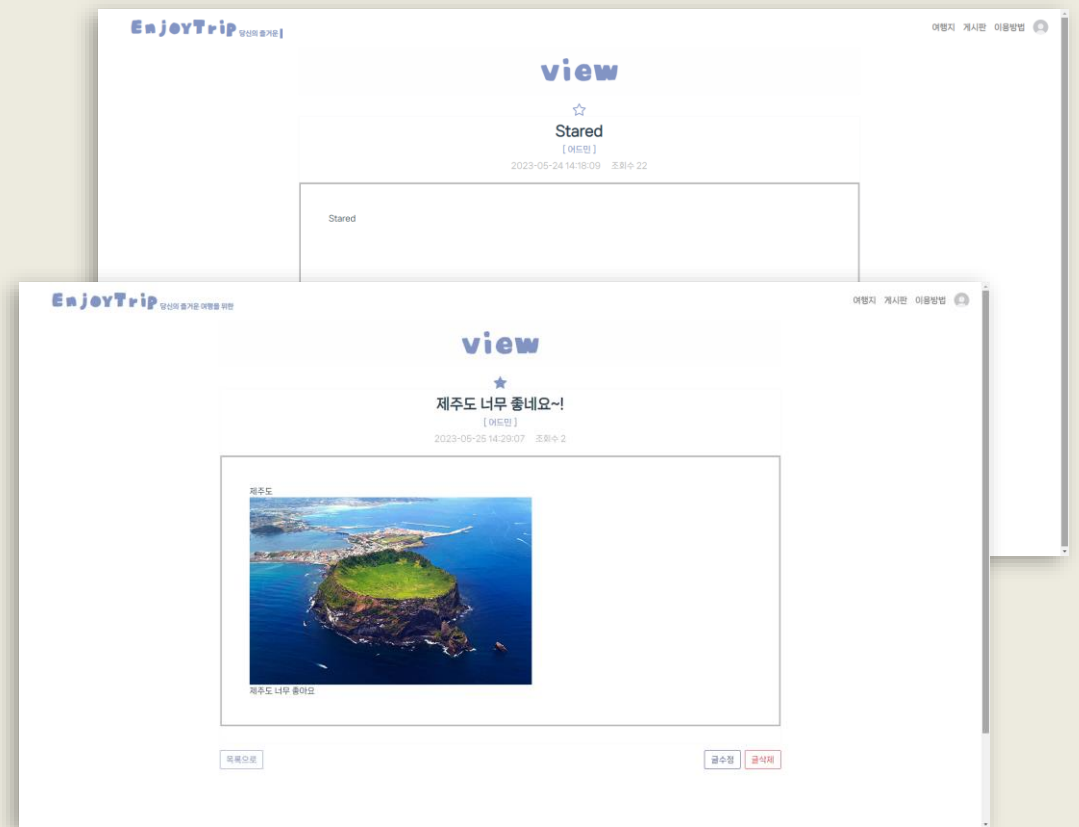 EnjoyTrip 당신의 즐거운
여행지 게시판 이용방법
view
Stared
[ 어드민 ]
2023-05-24 14:18:09 조회수 22
Stared
EnjoyTrip 당신의 즐거운 여행을 위한
여행지 게시판 이용방법
view
제주도 너무 좋네요~!
[ 어드민 ]
2023-05-25 14:29:07 조회수 2
제주도
제주도 너무 좋아요
목록으로
글수정 글삭제